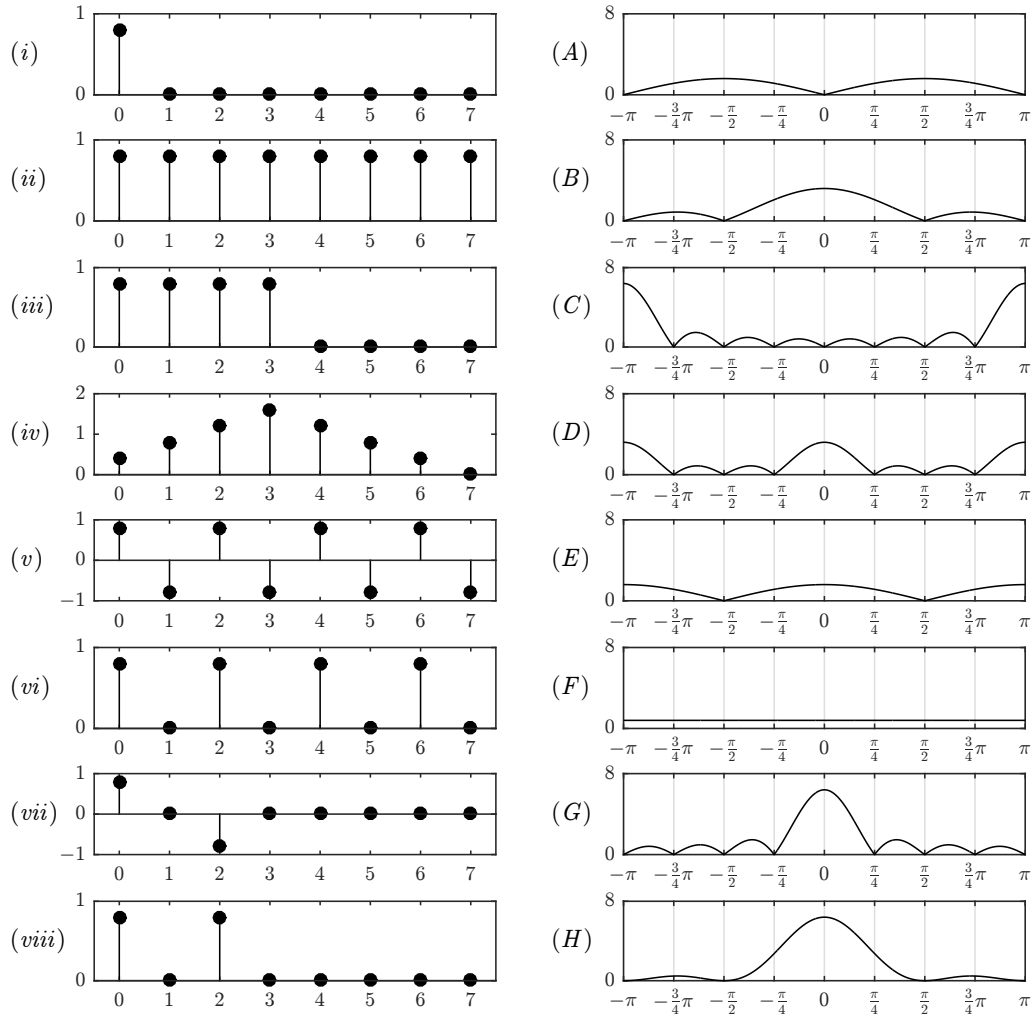 (i) 1 0 0 1 2 3 4 5 6 7
(A) 8 0 −π −3/4π −π/2 −π/4 0 π/4 π/2 3/4π π
(ii) 1 0 0 1 2 3 4 5 6 7
(B) 8 0 −π −3/4π −π/2 −π/4 0 π/4 π/2 3/4π π
(iii) 1 0 0 1 2 3 4 5 6 7
(C) 8 0 −π −3/4π −π/2 −π/4 0 π/4 π/2 3/4π π
(iv) 2 1 0 0 1 2 3 4 5 6 7
(D) 8 0 −π −3/4π −π/2 −π/4 0 π/4 π/2 3/4π π
(v) 1 0 −1 0 1 2 3 4 5 6 7
(E) 8 0 −π −3/4π −π/2 −π/4 0 π/4 π/2 3/4π π
(vi) 1 0 0 1 2 3 4 5 6 7
(F) 8 0 −π −3/4π −π/2 −π/4 0 π/4 π/2 3/4π π
(vii) 1 0 −1 0 1 2 3 4 5 6 7
(G) 8 0 −π −3/4π −π/2 −π/4 0 π/4 π/2 3/4π π
(viii) 1 0 0 1 2 3 4 5 6 7
(H) 8 0 −π −3/4π −π/2 −π/4 0 π/4 π/2 3/4π π